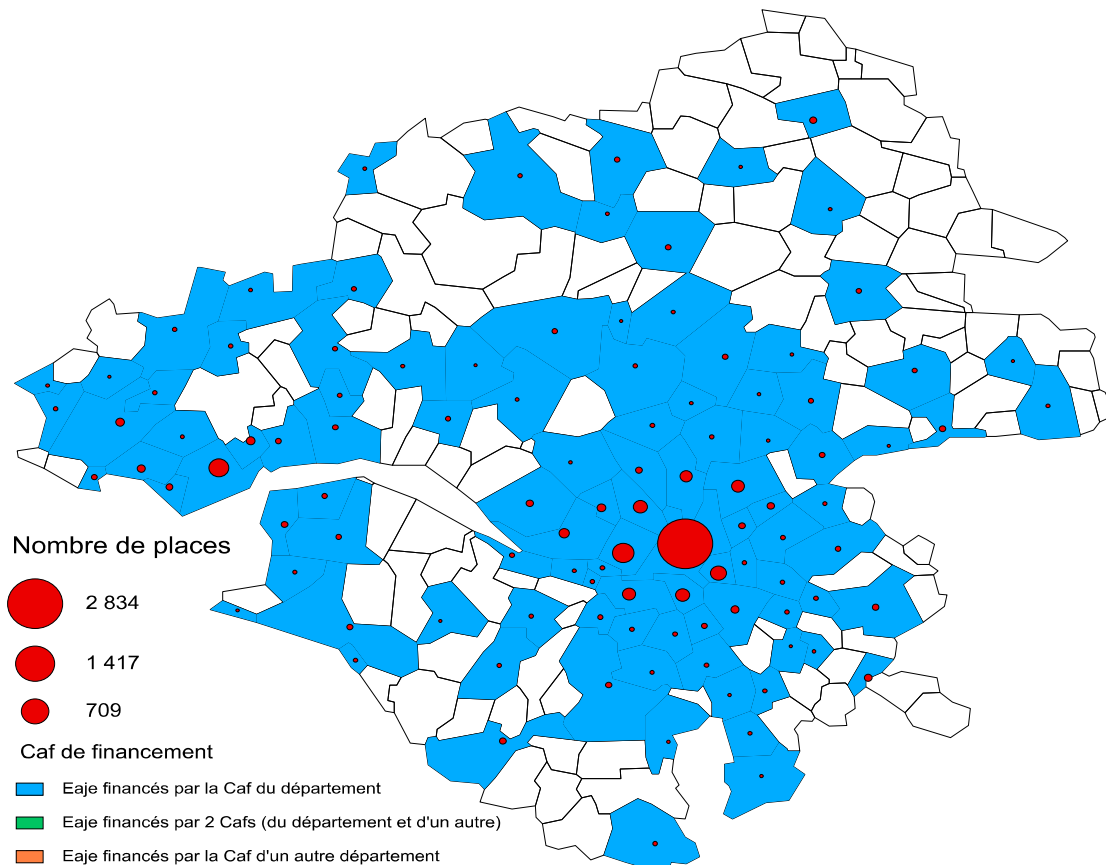 Nombre de places
2 834
1 417
709
Caf de financement
Eaje financés par la Caf du département
Eaje financés par 2 Cafs (du département et d'un autre)
Eaje financés par la Caf d'un autre département